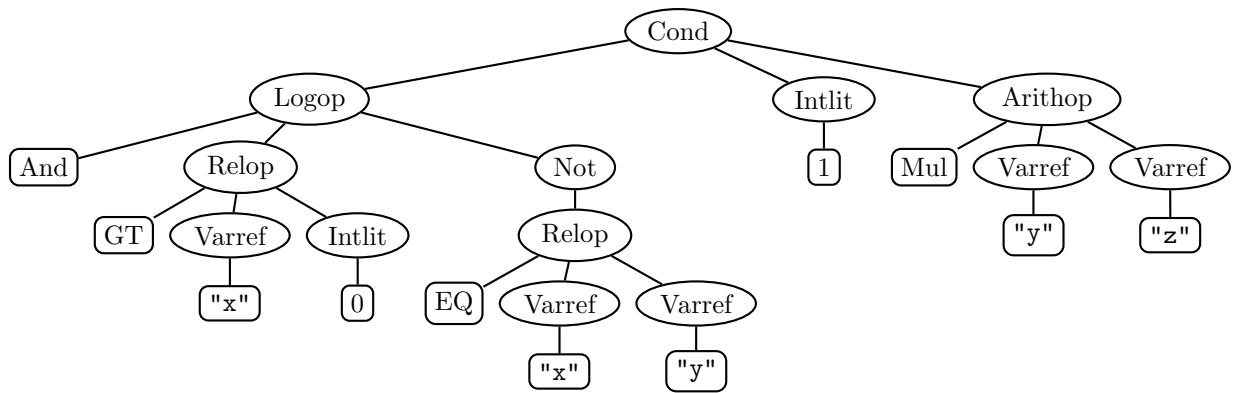 Cond
Logop Intlit Arithop
And Relop Not 1 Mul Varref Varref
GT Varref Intlit Relop "y" "z"
"x" 0 EQ Varref Varref
"x" "y"